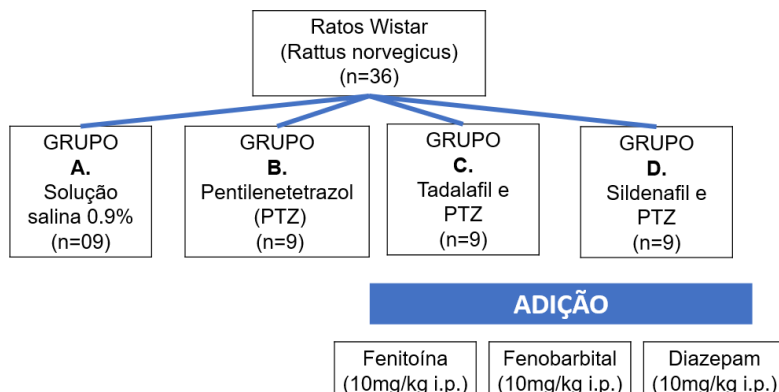 Ratos Wistar
(Rattus norvegicus)
(n=36)
GRUPO
A.
Solução
salina 0.9%
(n=09)
GRUPO
B.
Pentilenetetrazol
(PTZ)
(n=9)
GRUPO
C.
Tadalafil e
PTZ
(n=9)
GRUPO
D.
Sildenafil e
PTZ
(n=9)
ADIÇÃO
Fenitoína
(10mg/kg i.p.)
Fenobarbital
(10mg/kg i.p.)
Diazepam
(10mg/kg i.p.)